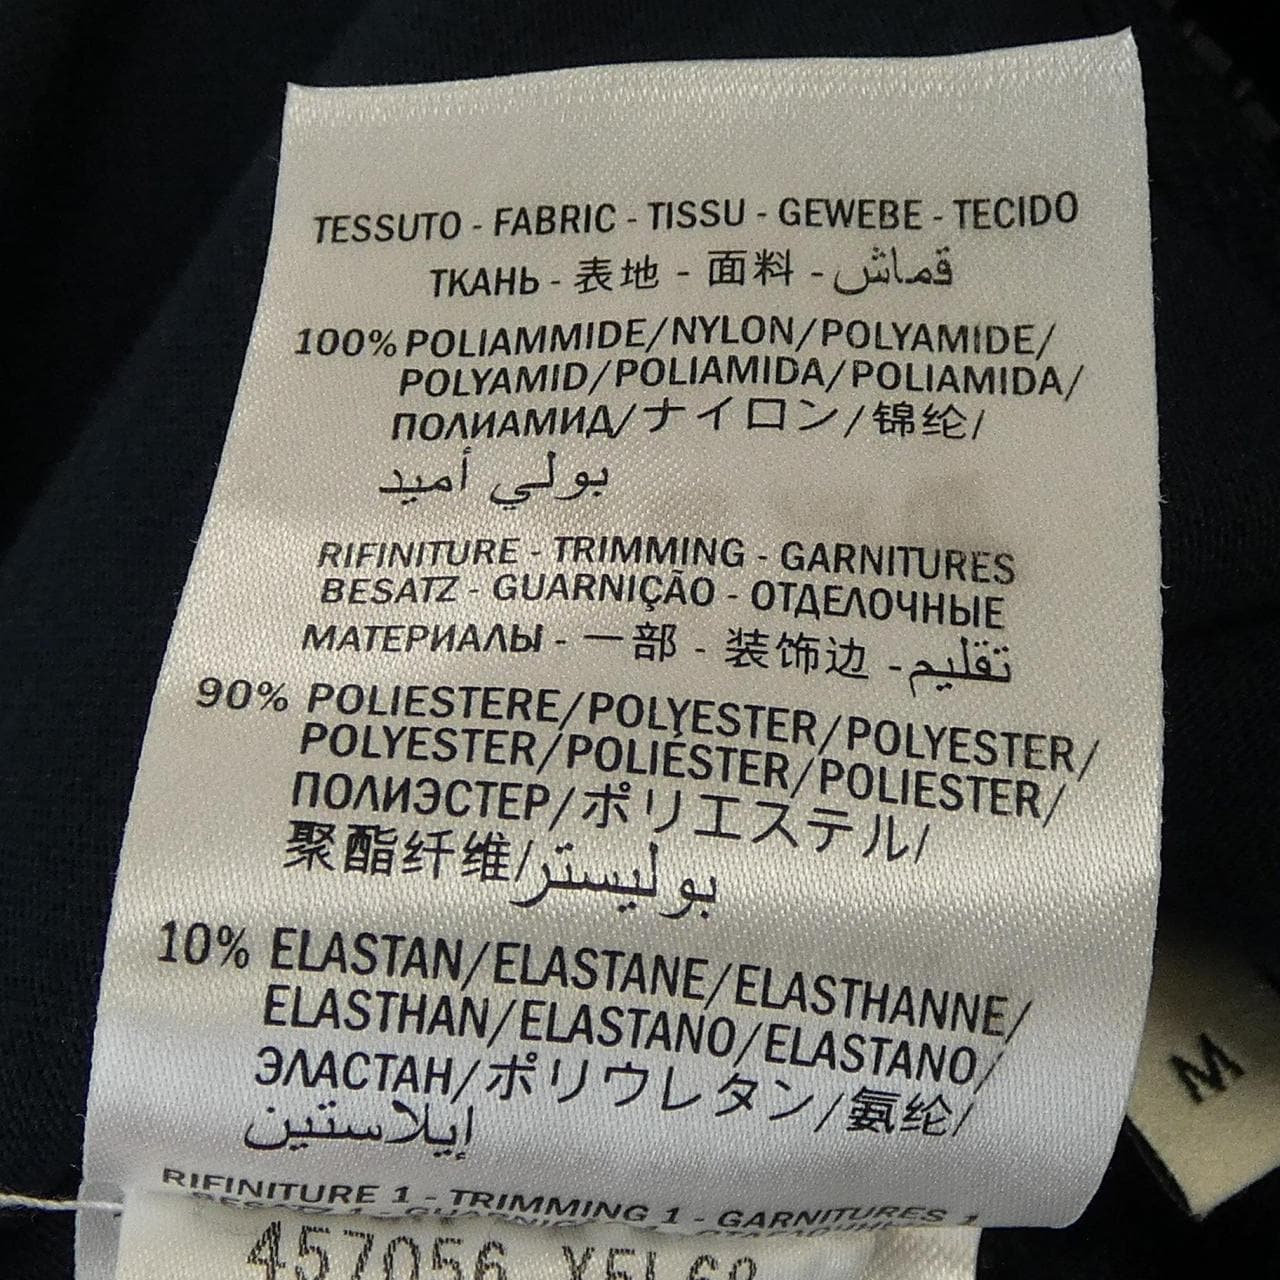 TESSUTO - FABRIC - TISSU - GEWEBE - TECIDO
ТКАНЬ - 表地 - 面料 - قماش
100% POLIAMMIDE/NYLON/POLYAMIDE/
POLYAMID/POLIAMIDA/POLIAMIDA/
ПОЛИАМИД/ナイロン/锦纶/
بولي أميد
RIFINITURE - TRIMMING - GARNITURES
BESATZ - GUARNIÇÃO - ОТДЕЛОЧНЫЕ
МАТЕРИАЛЫ - 一部 - 装饰边 - تقليم
90% POLIESTERE/POLYESTER/POLYESTER/
POLYESTER/POLIÉSTER/POLIESTER/
ПОЛИЭСТЕР/ポリエステル/
聚酯纤维/بوليستر
10% ELASTAN/ELASTANE/ELASTHANNE/
ELASTHAN/ELASTANO/ELASTANO/
ЭЛАСТАН/ポリウレタン/氨纶/
إيلاستين
RIFINITURE 1 - TRIMMING 1 - GARNITURES 1
457056
M